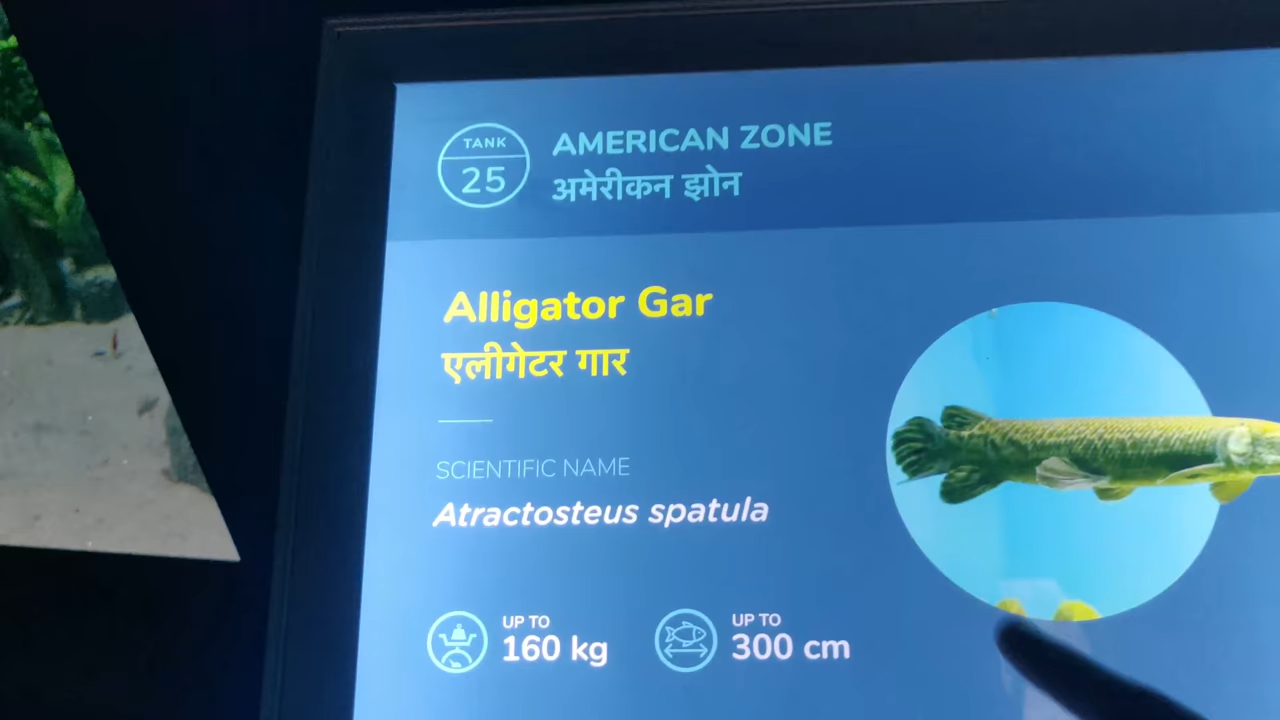 TANK
25
AMERICAN ZONE
अमेरीकन झोन
Alligator Gar
एलीगेटर गार
SCIENTIFIC NAME
Atractosteus spatula
UP TO
160 kg
UP TO
300 cm